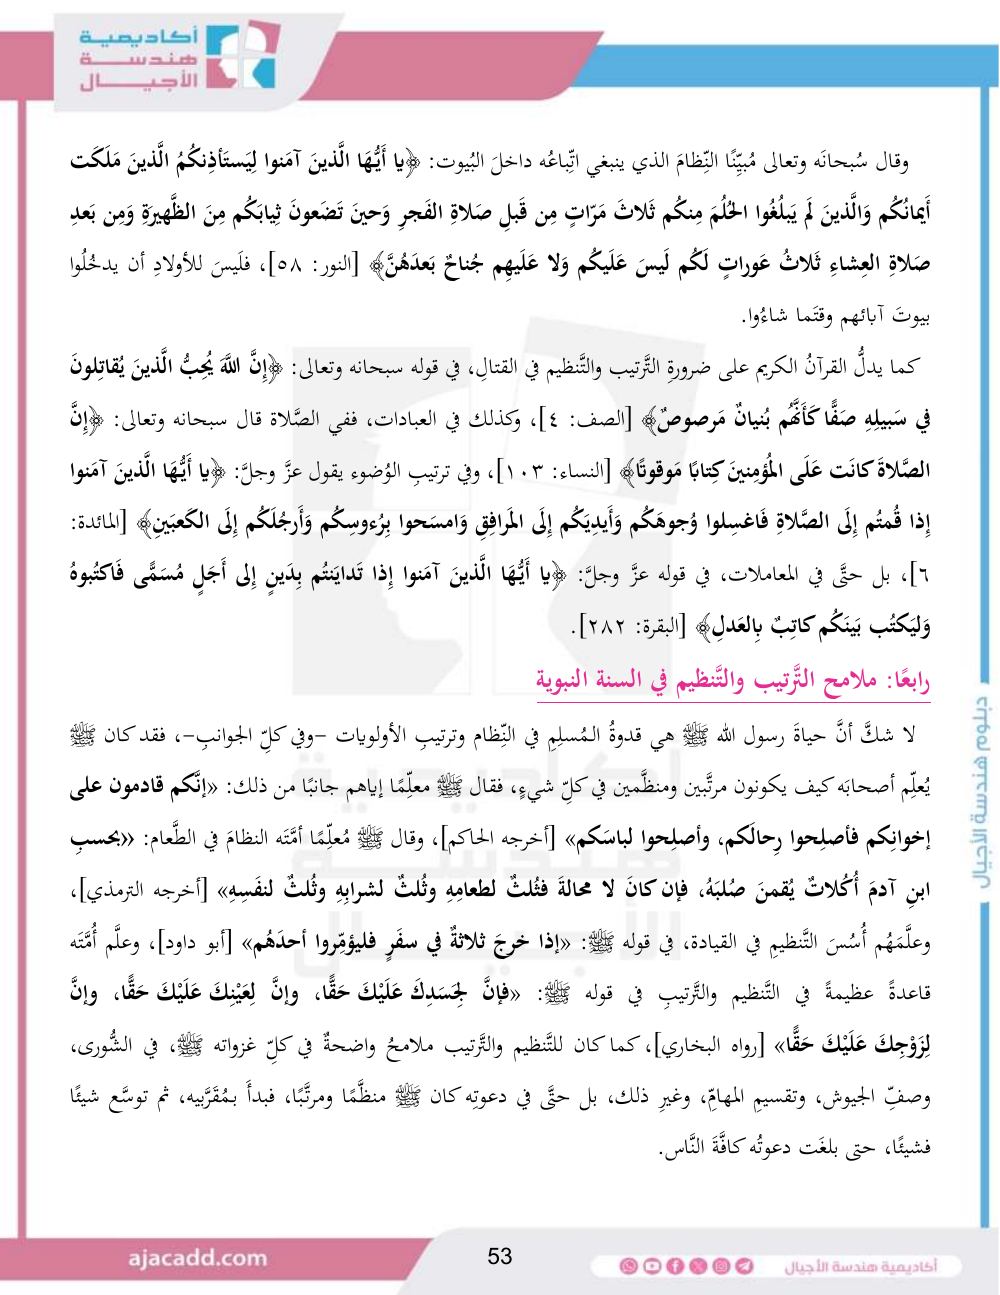 أكاديمية
هندسة
الأجيال
وقال سُبحانَه وتعالى مُبيِّنًا النِّظامَ الذي ينبغي اتِّباعُه داخلَ البُيوت: ﴿يا أَيُّهَا الَّذينَ آمَنوا لِيَستَأذِنكُمُ الَّذينَ مَلَكَت
أَيمانُكُم وَالَّذينَ لَم يَبلُغُوا الحُلُمَ مِنكُم ثَلاثَ مَرّاتٍ مِن قَبلِ صَلاةِ الفَجرِ وَحينَ تَضَعونَ ثِيابَكُم مِنَ الظَّهيرَةِ وَمِن بَعدِ
صَلاةِ العِشاءِ ثَلاثُ عَوراتٍ لَكُم لَيسَ عَلَيكُم وَلا عَلَيهِم جُناحٌ بَعدَهُنَّ﴾ [النور: ٥٨]، فلَيسَ للأولادِ أن يدخُلُوا
بيوتَ آبائهم وقتَما شاءُوا.
كما يدلُّ القرآنُ الكريم على ضرورةِ التَّرتيب والتَّنظيم في القتالِ، في قوله سبحانه وتعالى: ﴿إِنَّ اللَّهَ يُحِبُّ الَّذينَ يُقاتِلونَ
في سَبيلِهِ صَفًّا كَأَنَّهُم بُنيانٌ مَرصوصٌ﴾ [الصف: ٤]، وكذلك في العبادات، ففي الصَّلاة قال سبحانه وتعالى: ﴿إِنَّ
الصَّلاةَ كانَت عَلَى المُؤمِنينَ كِتابًا مَوقوتًا﴾ [النساء: ١٠٣]، وفي ترتيبِ الوُضوء يقول عزَّ وجلَّ: ﴿يا أَيُّهَا الَّذينَ آمَنوا
إِذا قُمتُم إِلَى الصَّلاةِ فَاغسِلوا وُجوهَكُم وَأَيدِيَكُم إِلَى المَرافِقِ وَامسَحوا بِرُءوسِكُم وَأَرجُلَكُم إِلَى الكَعبَينِ﴾ [المائدة:
٦]، بل حتَّى في المعاملات، في قوله عزَّ وجلَّ: ﴿يا أَيُّهَا الَّذينَ آمَنوا إِذا تَدايَنتُم بِدَينٍ إِلى أَجَلٍ مُسَمًّى فَاكتُبوهُ
وَليَكتُب بَينَكُم كاتِبٌ بِالعَدلِ﴾ [البقرة: ٢٨٢].
رابعًا: ملامح التَّرتيب والتَّنظيم في السنة النبوية
لا شكَّ أنَّ حياةَ رسول الله ﷺ هي قدوةُ المُسلِمِ في النِّظام وترتيبِ الأولويات -وفي كلِّ الجوانبِ-، فقد كان ﷺ
يُعلِّم أصحابَه كيف يكونون مرتَّبين ومنظَّمين في كلِّ شيءٍ، فقال ﷺ معلِّمًا إياهم جانبًا من ذلك: «إنَّكم قادمون على
إخوانِكم فأصلِحوا رِحالَكم، وأصلِحوا لباسَكم» [أخرجه الحاكم]، وقال ﷺ مُعلِّمًا أمَّتَه النظامَ في الطَّعام: «بحسبِ
ابنِ آدمَ أُكُلاتٌ يُقمنَ صُلبَهُ، فإن كانَ لا محالةَ فثُلثٌ لطعامِهِ وثُلثٌ لشرابِهِ وثُلثٌ لنفَسِهِ» [أخرجه الترمذي]،
وعلَّمَهُم أُسُسَ التَّنظيمِ في القيادة، في قوله ﷺ: «إذا خرجَ ثلاثةٌ في سفَرٍ فليؤمِّروا أحدَهُم» [أبو داود]، وعلَّم أُمَّتَه
قاعدةً عظيمةً في التَّنظيم والتَّرتيبِ في قوله ﷺ: «فإنَّ لِجَسَدِكَ عَلَيْكَ حَقًّا، وإنَّ لِعَيْنِكَ عَلَيْكَ حَقًّا، وإنَّ
لِزَوْجِكَ عَلَيْكَ حَقًّا» [رواه البخاري]، كما كان للتَّنظيم والتَّرتيب ملامحُ واضحةٌ في كلِّ غزواته ﷺ، في الشُّورى،
وصفِّ الجيوش، وتقسيمِ المهامِّ، وغيرِ ذلك، بل حتَّى في دعوتِه كان ﷺ منظَّمًا ومرتَّبًا، فبدأَ بمُقَرَّبيه، ثم توسَّع شيئًا
فشيئًا، حتى بلغَت دعوتُه كافَّةَ النَّاس.
دبلوم هندسة الأجيال
ajacadd.com
53
أكاديمية هندسة الأجيال